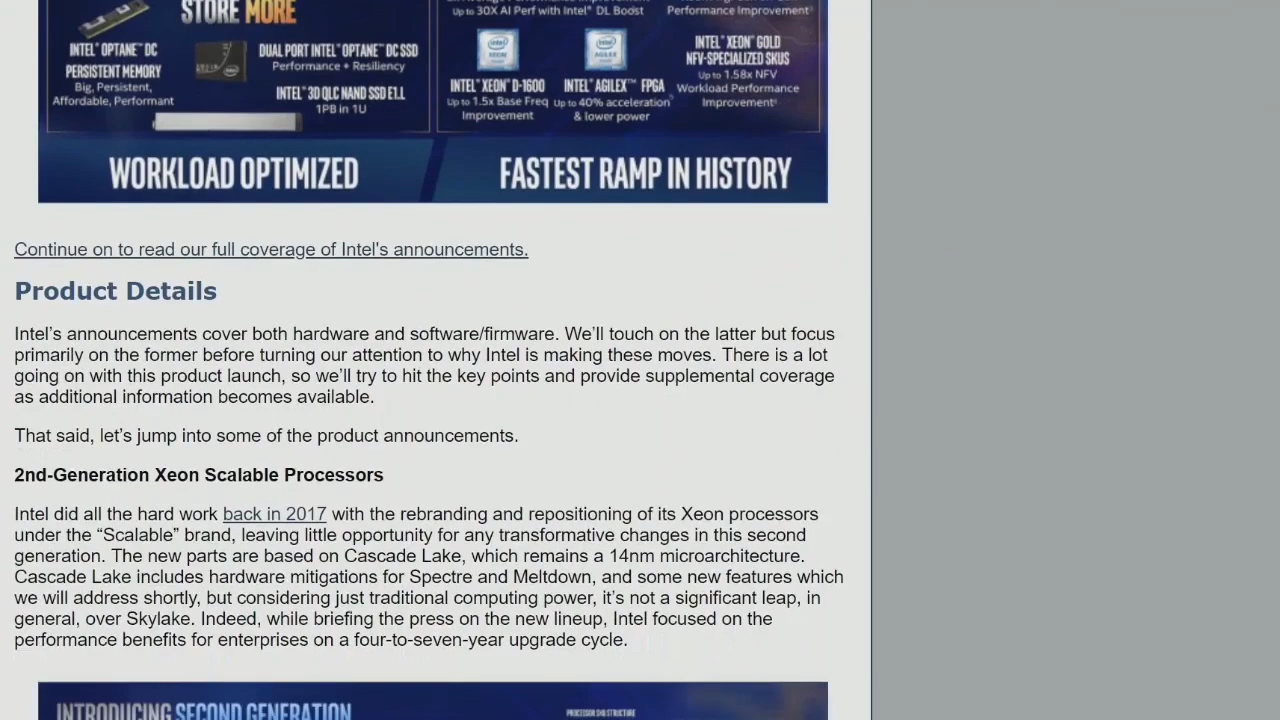 STORE MORE
INTEL® OPTANE™ DC
PERSISTENT MEMORY
Big, Persistent,
Affordable, Performant
DUAL PORT INTEL® OPTANE™ DC SSD
Performance + Resiliency
INTEL® 3D QLC NAND SSD E1.L
1PB in 1U
Up to 30X AI Perf with Intel® DL Boost
Performance Improvement
XEON
INTEL® XEON® D-1600
Up to 1.5x Base Freq
Improvement
AGILEX
INTEL® AGILEX™ FPGA
Up to 40% acceleration
& lower power
INTEL® XEON® GOLD
NFV-SPECIALIZED SKUS
Up to 1.58x NFV
Workload Performance
Improvement
WORKLOAD OPTIMIZED
FASTEST RAMP IN HISTORY
Continue on to read our full coverage of Intel's announcements.
Product Details
Intel’s announcements cover both hardware and software/firmware. We’ll touch on the latter but focus
primarily on the former before turning our attention to why Intel is making these moves. There is a lot
going on with this product launch, so we’ll try to hit the key points and provide supplemental coverage
as additional information becomes available.
That said, let’s jump into some of the product announcements.
2nd-Generation Xeon Scalable Processors
Intel did all the hard work back in 2017 with the rebranding and repositioning of its Xeon processors
under the “Scalable” brand, leaving little opportunity for any transformative changes in this second
generation. The new parts are based on Cascade Lake, which remains a 14nm microarchitecture.
Cascade Lake includes hardware mitigations for Spectre and Meltdown, and some new features which
we will address shortly, but considering just traditional computing power, it’s not a significant leap, in
general, over Skylake. Indeed, while briefing the press on the new lineup, Intel focused on the
performance benefits for enterprises on a four-to-seven-year upgrade cycle.
INTRODUCING SECOND GENERATION
PROCESSOR SKU STRUCTURE